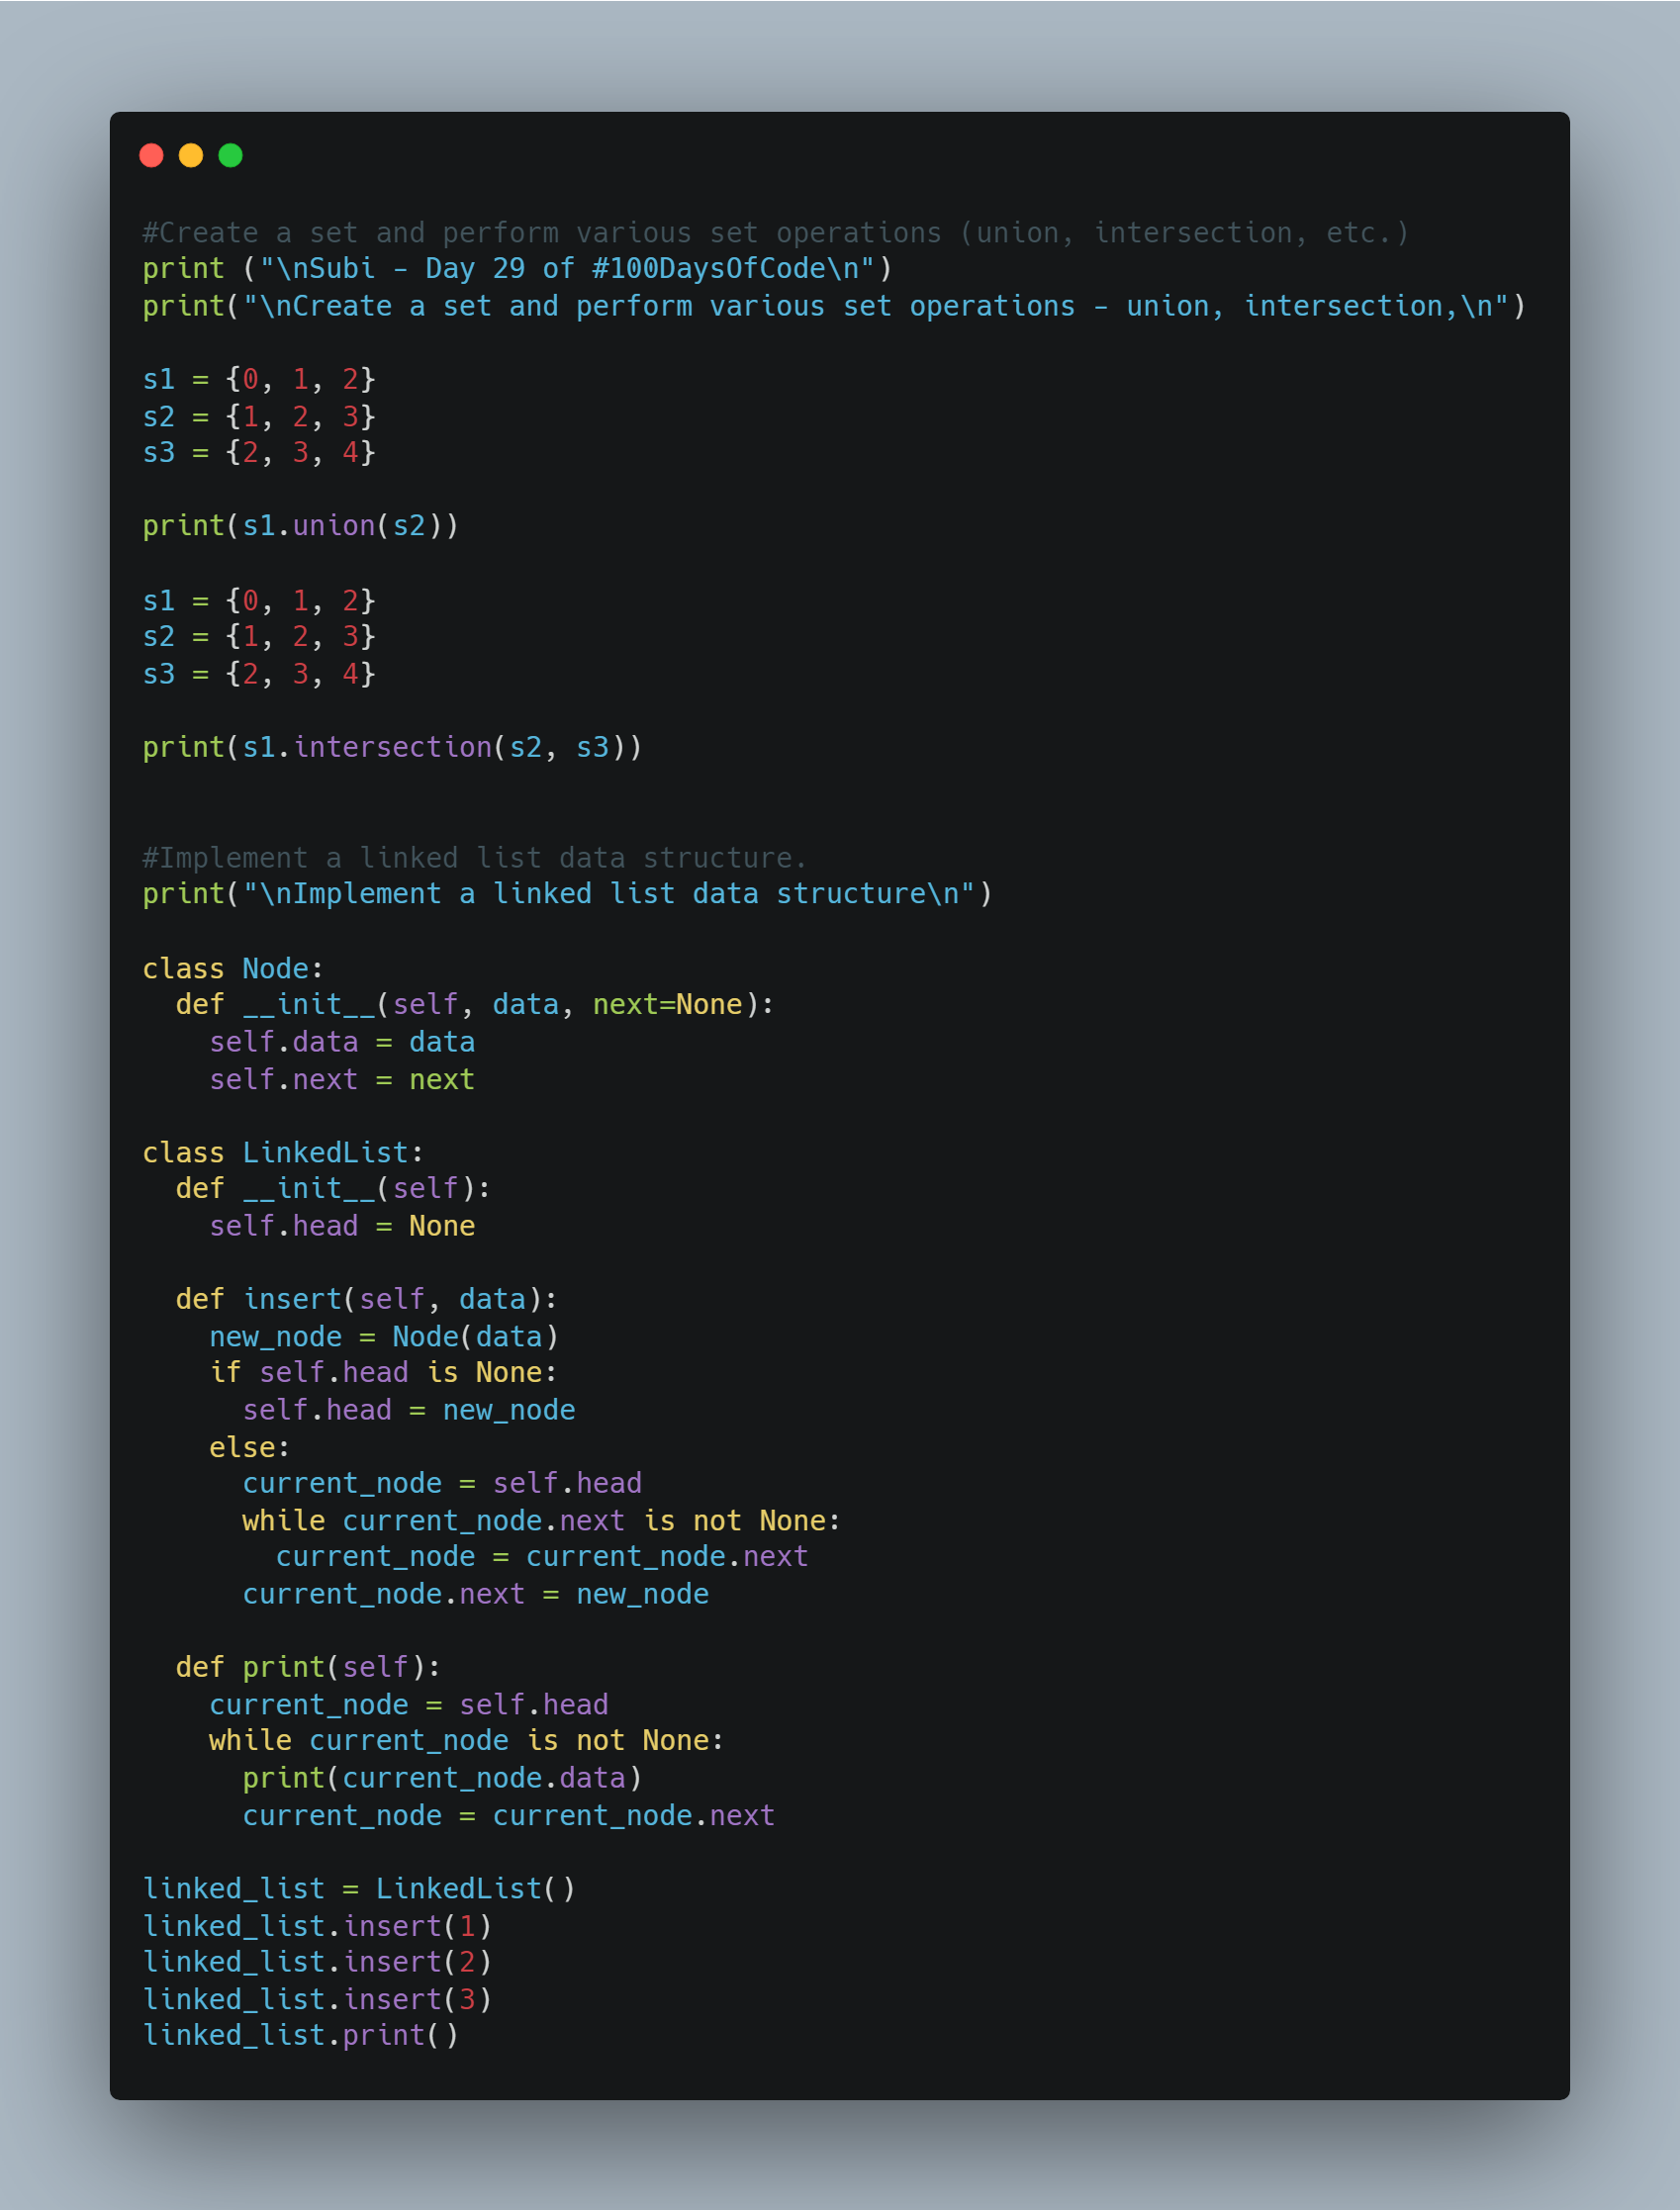 #Create a set and perform various set operations (union, intersection, etc.)
print ("\nSubi - Day 29 of #100DaysOfCode\n")
print("\nCreate a set and perform various set operations - union, intersection,\n")

s1 = {0, 1, 2}
s2 = {1, 2, 3}
s3 = {2, 3, 4}

print(s1.union(s2))

s1 = {0, 1, 2}
s2 = {1, 2, 3}
s3 = {2, 3, 4}

print(s1.intersection(s2, s3))


#Implement a linked list data structure.
print("\nImplement a linked list data structure\n")

class Node:
  def __init__(self, data, next=None):
    self.data = data
    self.next = next

class LinkedList:
  def __init__(self):
    self.head = None

  def insert(self, data):
    new_node = Node(data)
    if self.head is None:
      self.head = new_node
    else:
      current_node = self.head
      while current_node.next is not None:
        current_node = current_node.next
      current_node.next = new_node

  def print(self):
    current_node = self.head
    while current_node is not None:
      print(current_node.data)
      current_node = current_node.next

linked_list = LinkedList()
linked_list.insert(1)
linked_list.insert(2)
linked_list.insert(3)
linked_list.print()